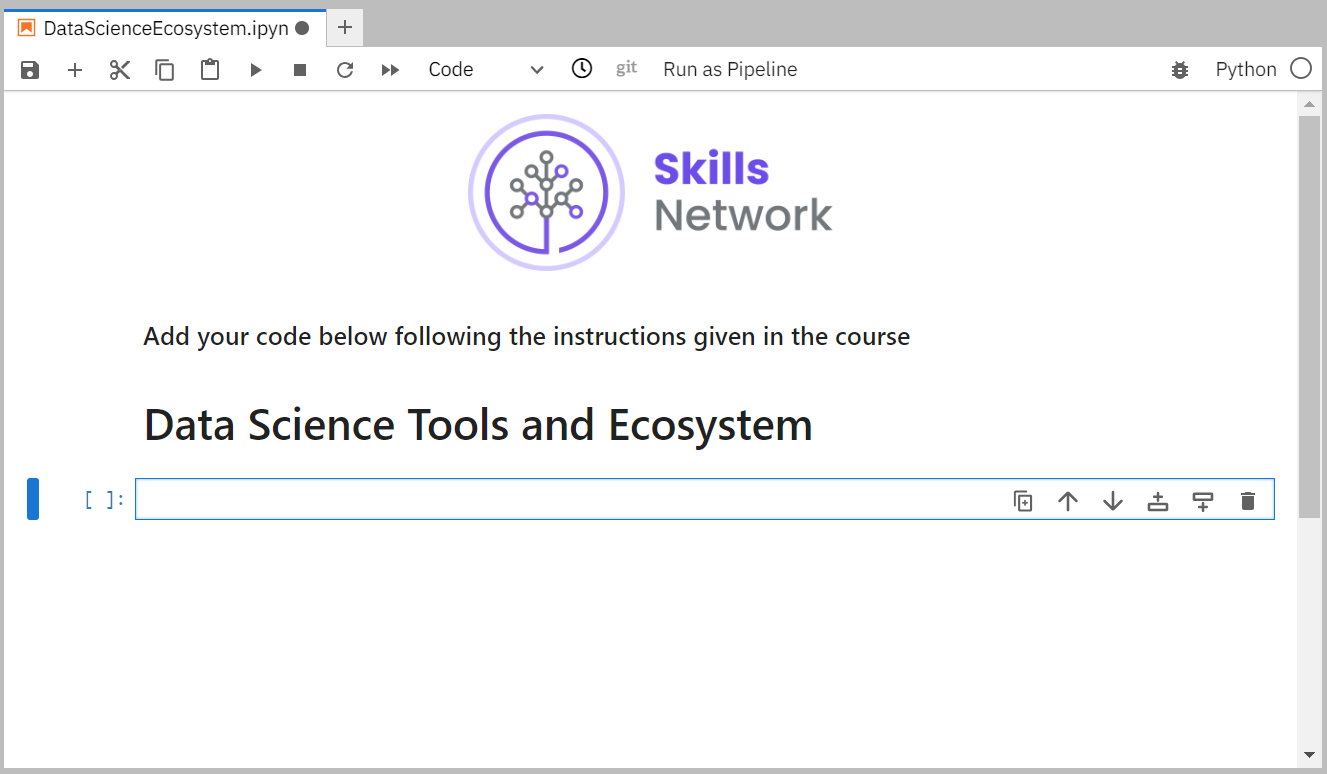 DataScienceEcosystem.ipyn
Code git Run as Pipeline Python
Skills
Network
Add your code below following the instructions given in the course
Data Science Tools and Ecosystem
[ ]: